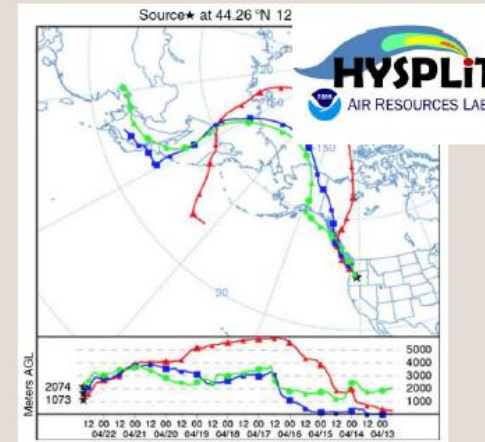 Source★ at 44.26 °N 12
HYSPLiT
NOAA
AIR RESOURCES LAB
150
30
Meters AGL
2074
1073
5000
4000
3000
2000
1000
12 00 12 00 12 00 12 00 12 00 12 00 12 00 12 00 12 00 12 00
04/22 04/21 04/20 04/19 04/18 04/17 04/16 04/15 04/14 04/13